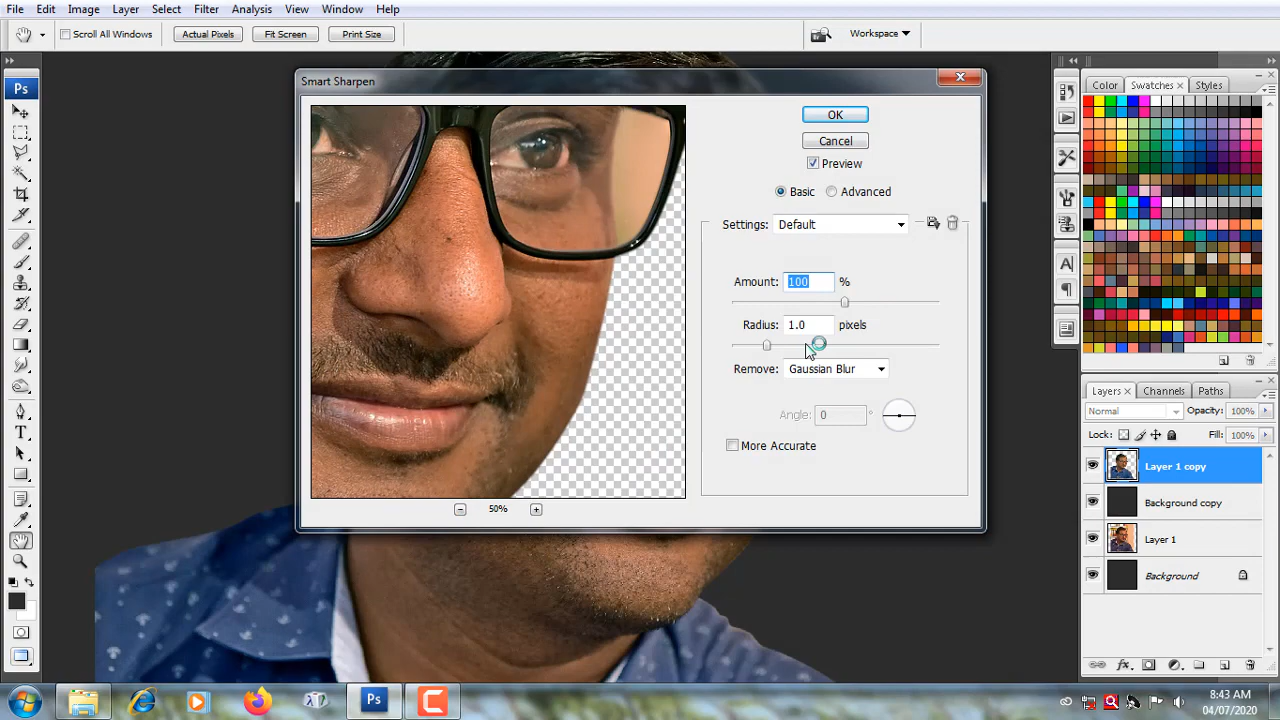 File Edit Image Layer Select Filter Analysis View Window Help
Scroll All Windows Actual Pixels Fit Screen Print Size Workspace
Smart Sharpen
Ps
OK
Cancel
Preview
Basic Advanced
Settings: Default
Amount: 100 %
Radius: 1.0 pixels
Remove: Gaussian Blur
Angle: 0 °
More Accurate
50%
Color Swatches × Styles
Layers × Channels Paths
Normal Opacity: 100%
Lock: Fill: 100%
Layer 1 copy
Background copy
Layer 1
Background
fx
Ps
8:43 AM
04/07/2020